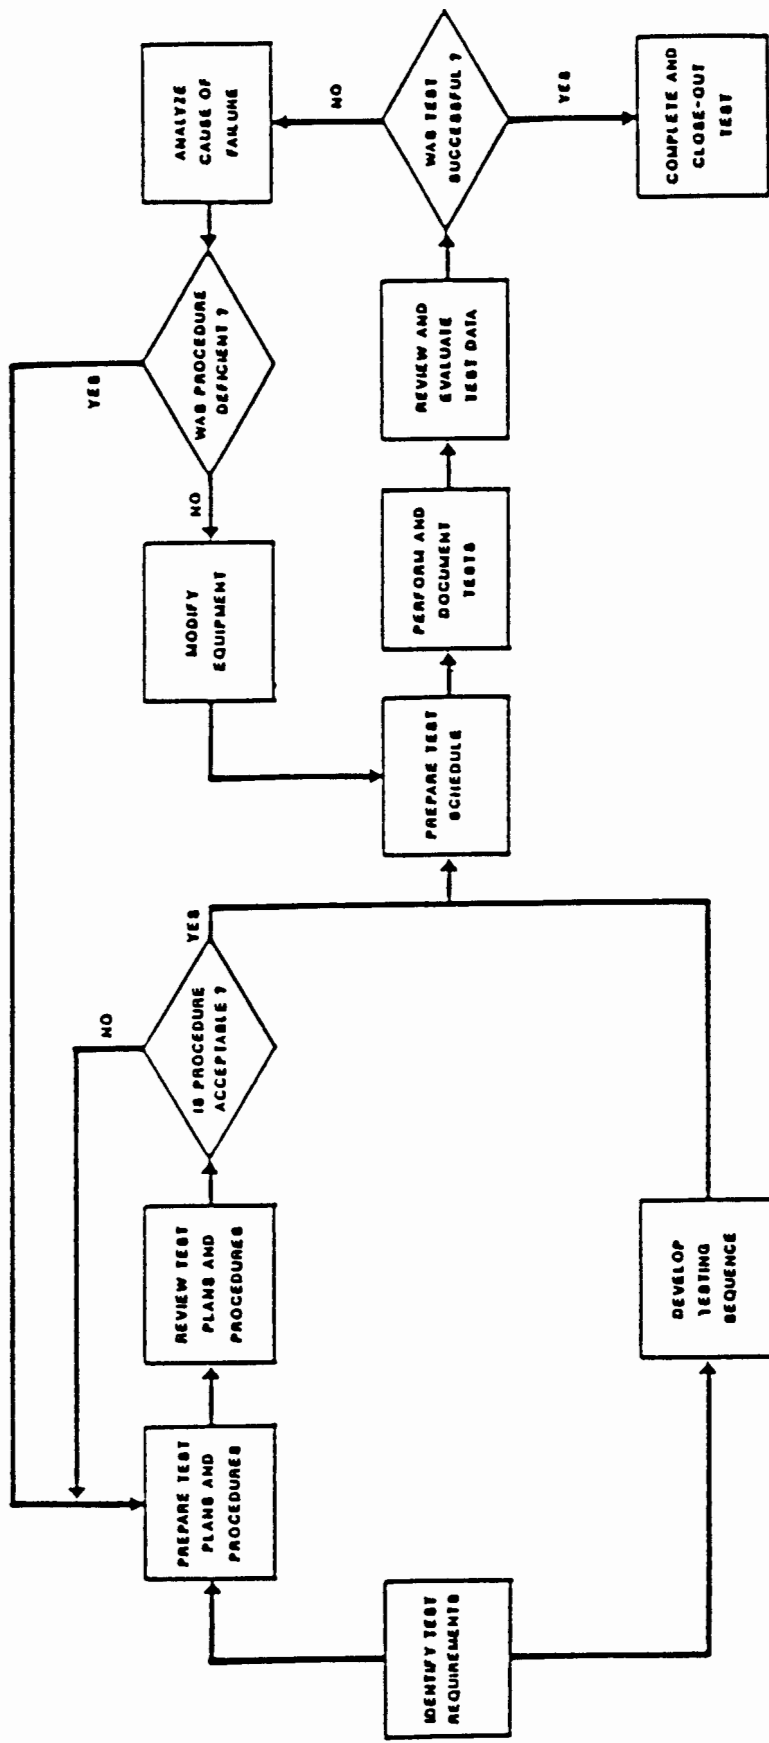 IDENTIFY TEST
REQUIREMENTS
PREPARE TEST
PLANS AND
PROCEDURES
REVIEW TEST
PLANS AND
PROCEDURES
IS PROCEDURE
ACCEPTABLE ?
NO
YES
DEVELOP
TESTING
SEQUENCE
PREPARE TEST
SCHEDULE
PERFORM AND
DOCUMENT
TESTS
REVIEW AND
EVALUATE
TEST DATA
WAS TEST
SUCCESSFUL ?
YES
COMPLETE AND
CLOSE-OUT
TEST
NO
ANALYZE
CAUSE OF
FAILURE
WAS PROCEDURE
DEFICIENT ?
YES
NO
MODIFY
EQUIPMENT